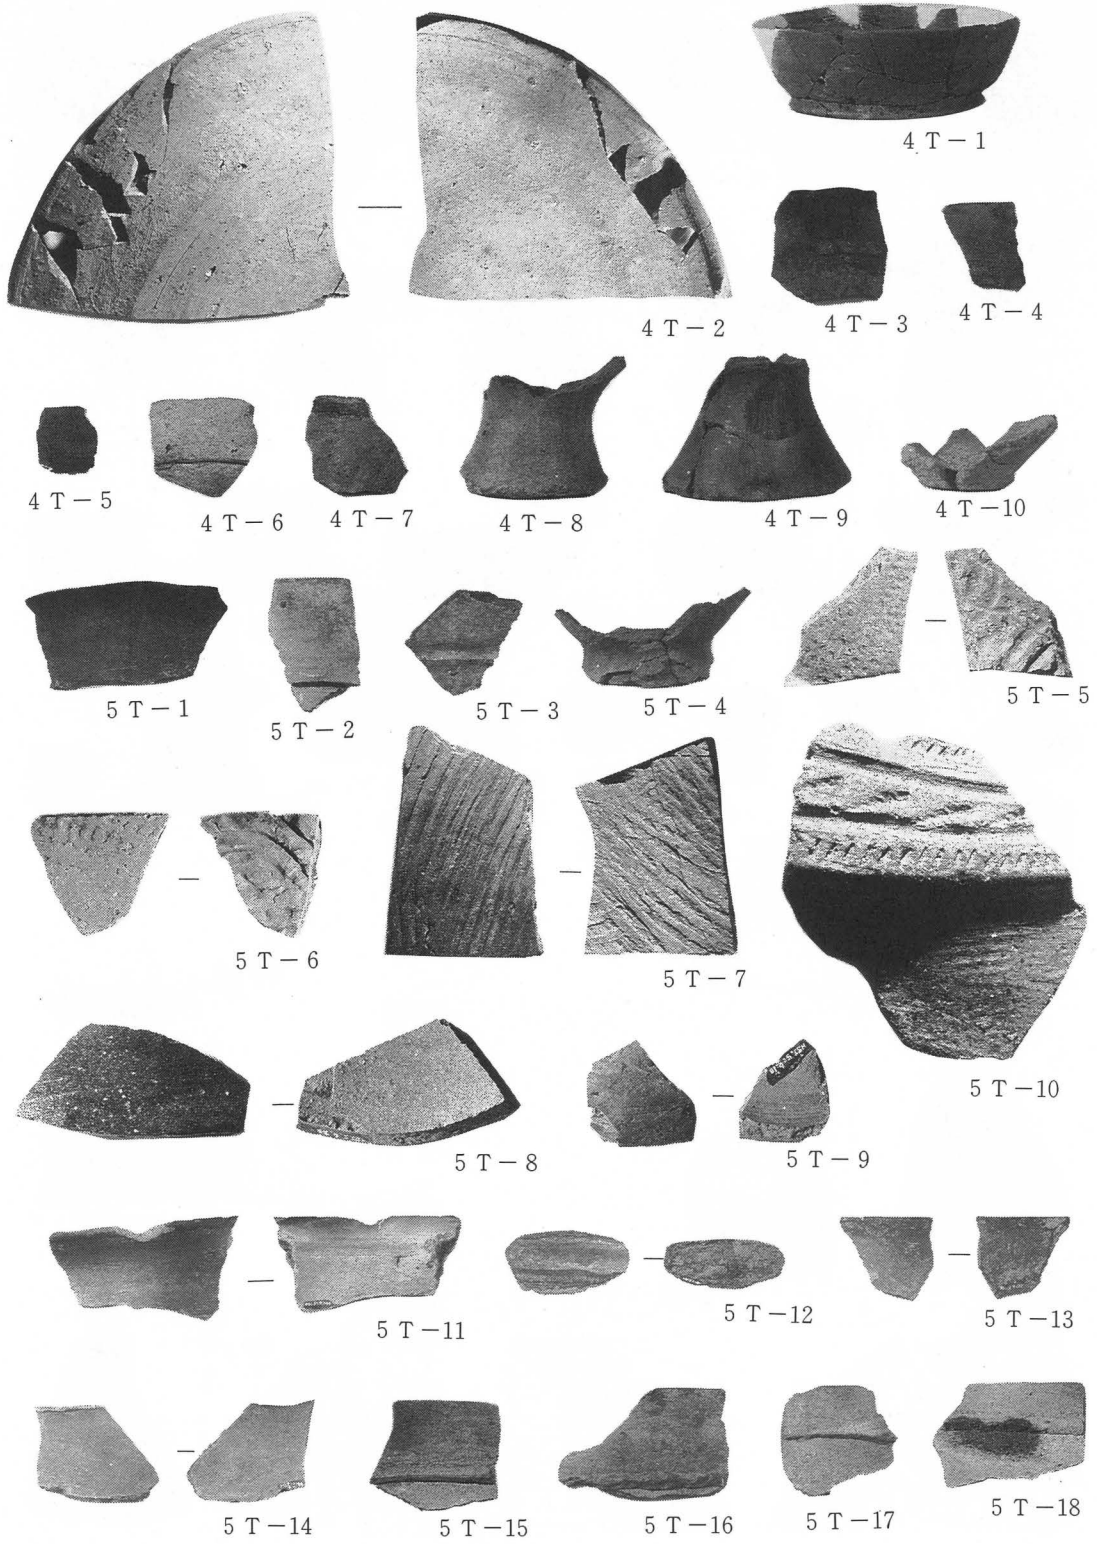 4 T－1
4 T－2
4 T－3
4 T－4
4 T－5
4 T－6
4 T－7
4 T－8
4 T－9
4 T－10
5 T－1
5 T－2
5 T－3
5 T－4
5 T－5
5 T－6
5 T－7
5 T－10
5 T－8
5 T－9
5 T－11
5 T－12
5 T－13
5 T－14
5 T－15
5 T－16
5 T－17
5 T－18